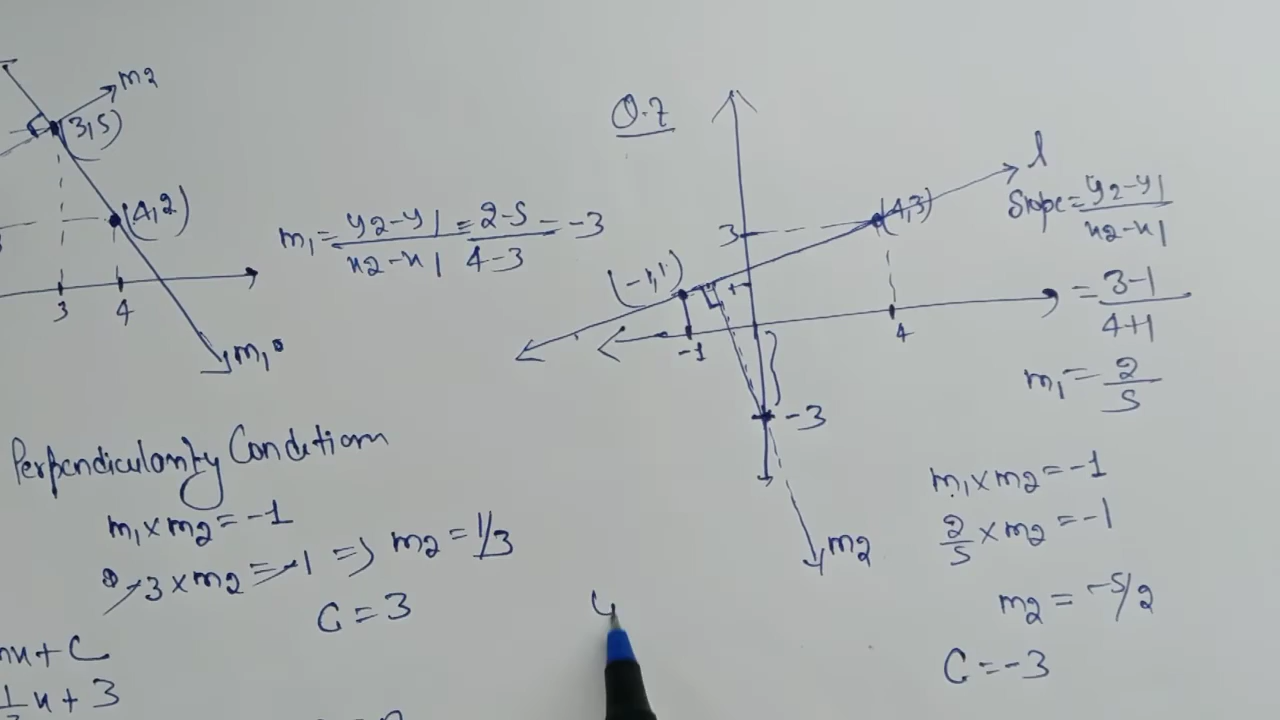 m2
(3,5)
(4,2)
3
4
m1
m1 = y2-y1/x2-x1 = 2-5/4-3 = -3
Perpendicularity Condition
m1 x m2 = -1
-3 x m2 = -1 => m2 = 1/3
C = 3
x + C
x + 3
Q.7
l
(4,3)
3
(-1,1)
1
-1
4
-3
m2
Slope = y2-y1/x2-x1
= 3-1/4+1
m1 = 2/5
m1 x m2 = -1
2/5 x m2 = -1
m2 = -5/2
C = -3
y